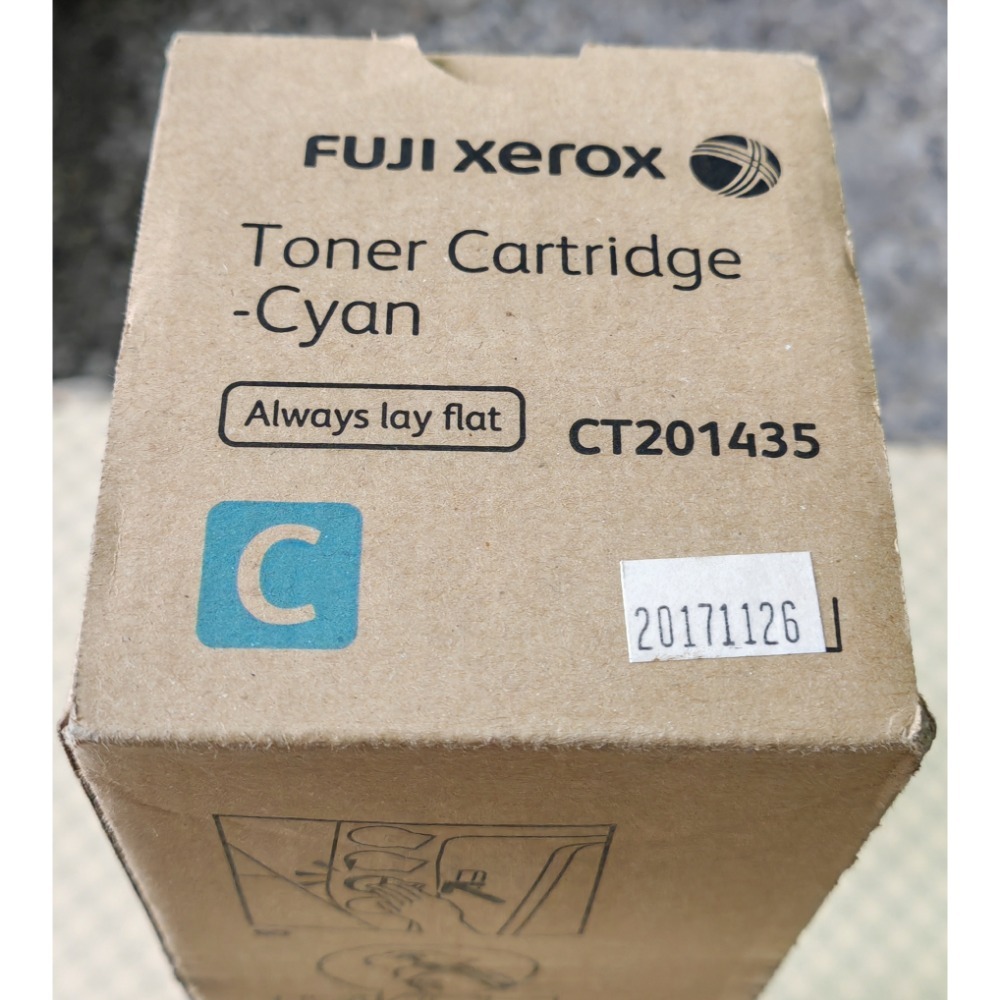 FUJI xerox
Toner Cartridge
-Cyan
Always lay flat
CT201435
C
20171126